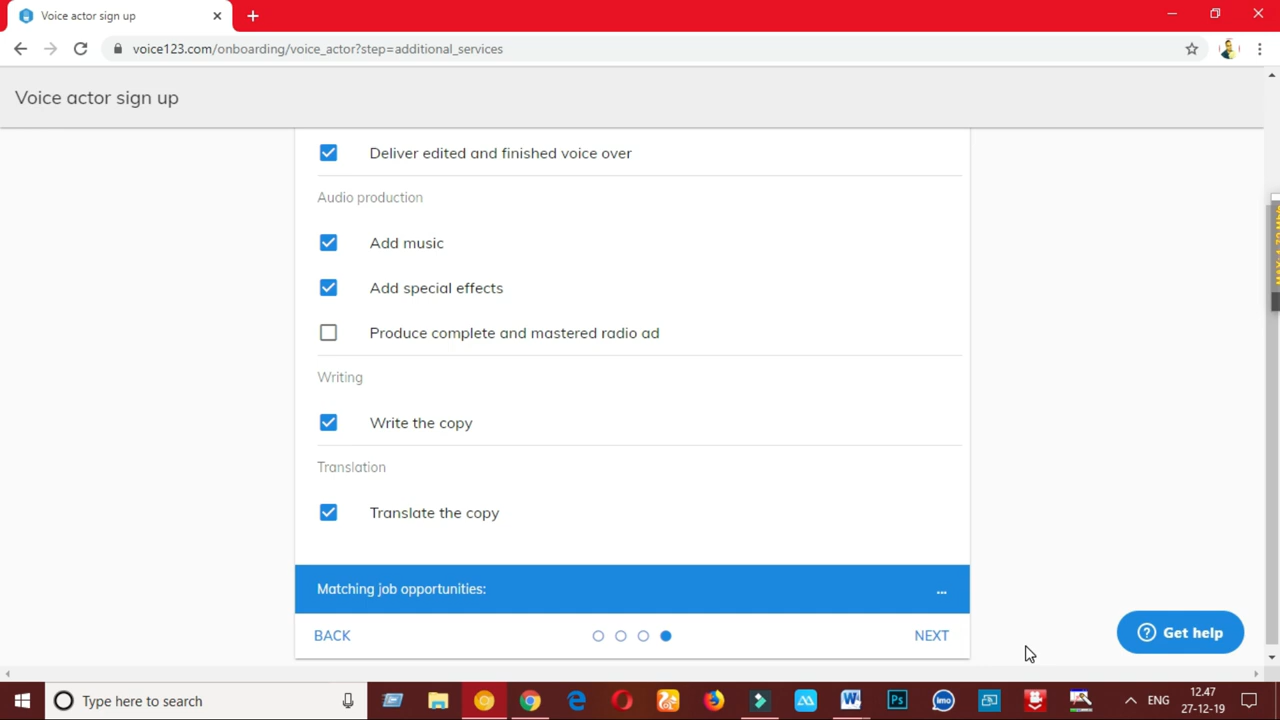 Voice actor sign up
voice123.com/onboarding/voice_actor?step=additional_services
Voice actor sign up
Deliver edited and finished voice over
Audio production
Add music
Add special effects
Produce complete and mastered radio ad
Writing
Write the copy
Translation
Translate the copy
Matching job opportunities: ...
BACK
NEXT
Get help
Type here to search
ENG
12.47
27-12-19